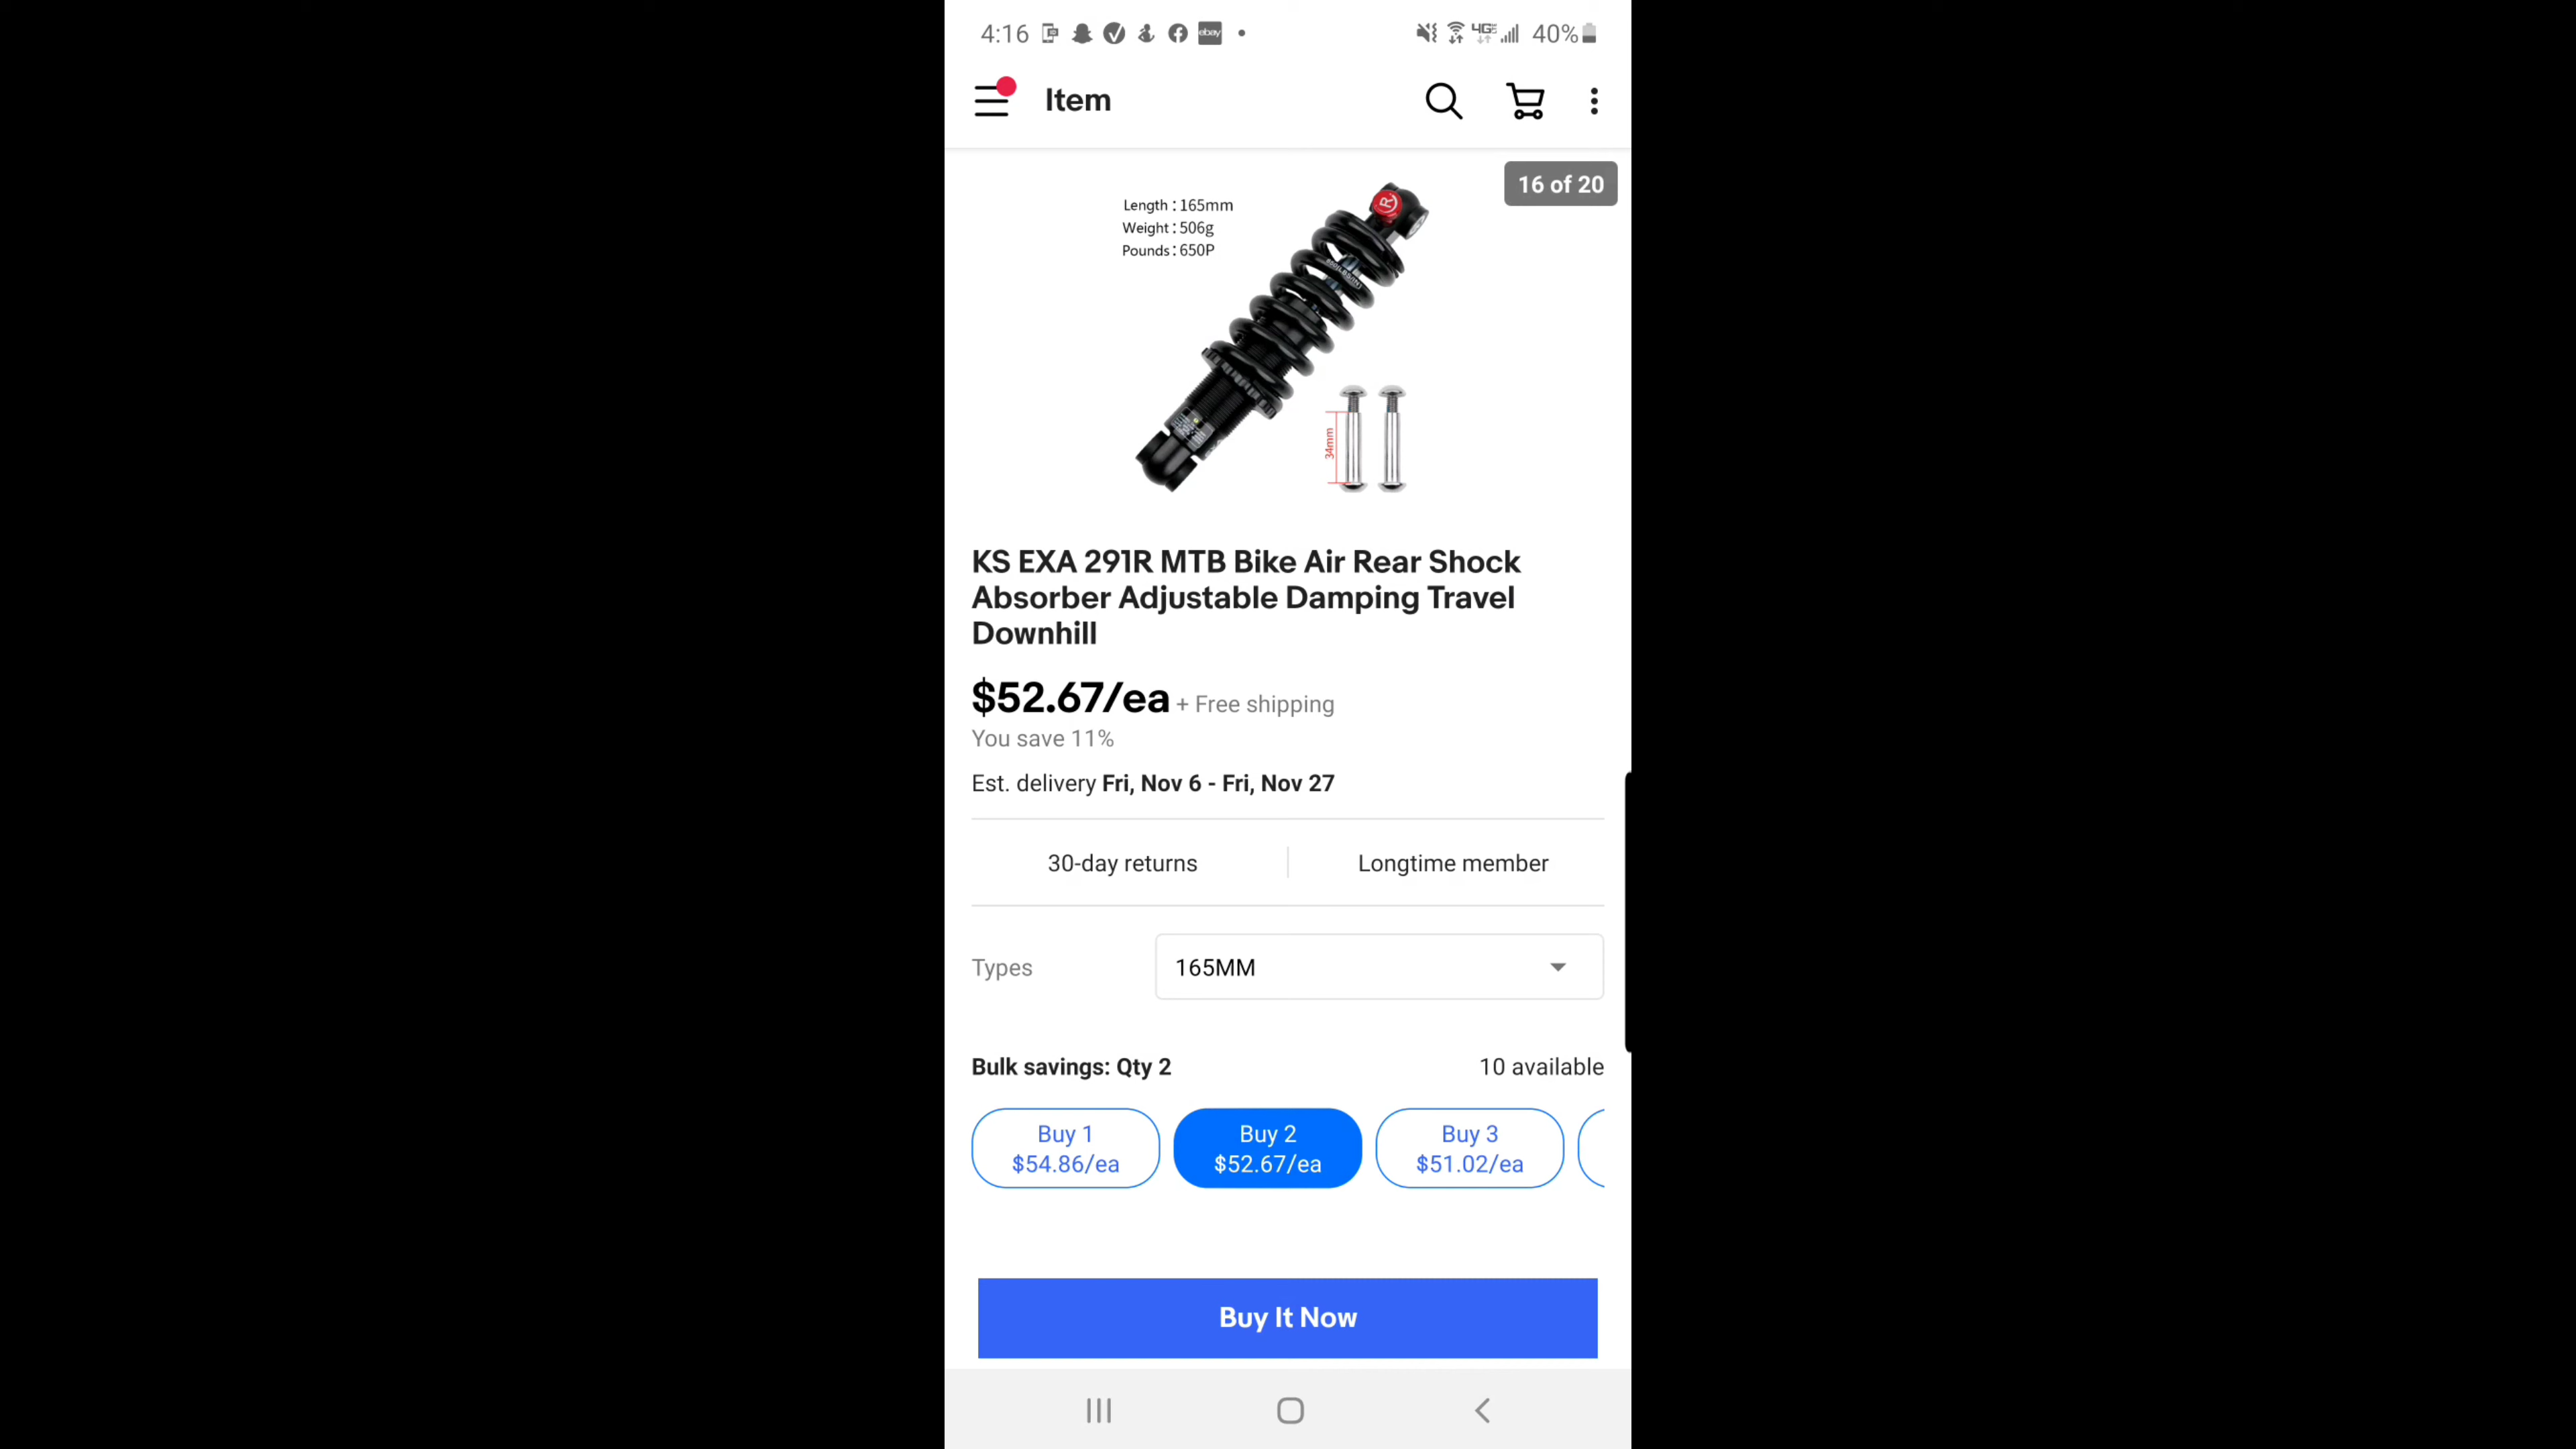 4:16
ebay
4G
40%
Item
16 of 20
Length : 165mm
Weight : 506g
Pounds : 650P
R
34mm
KS EXA 291R MTB Bike Air Rear Shock
Absorber Adjustable Damping Travel
Downhill
$52.67/ea + Free shipping
You save 11%
Est. delivery Fri, Nov 6 - Fri, Nov 27
30-day returns
Longtime member
Types
165MM
Bulk savings: Qty 2
10 available
Buy 1
$54.86/ea
Buy 2
$52.67/ea
Buy 3
$51.02/ea
Buy It Now